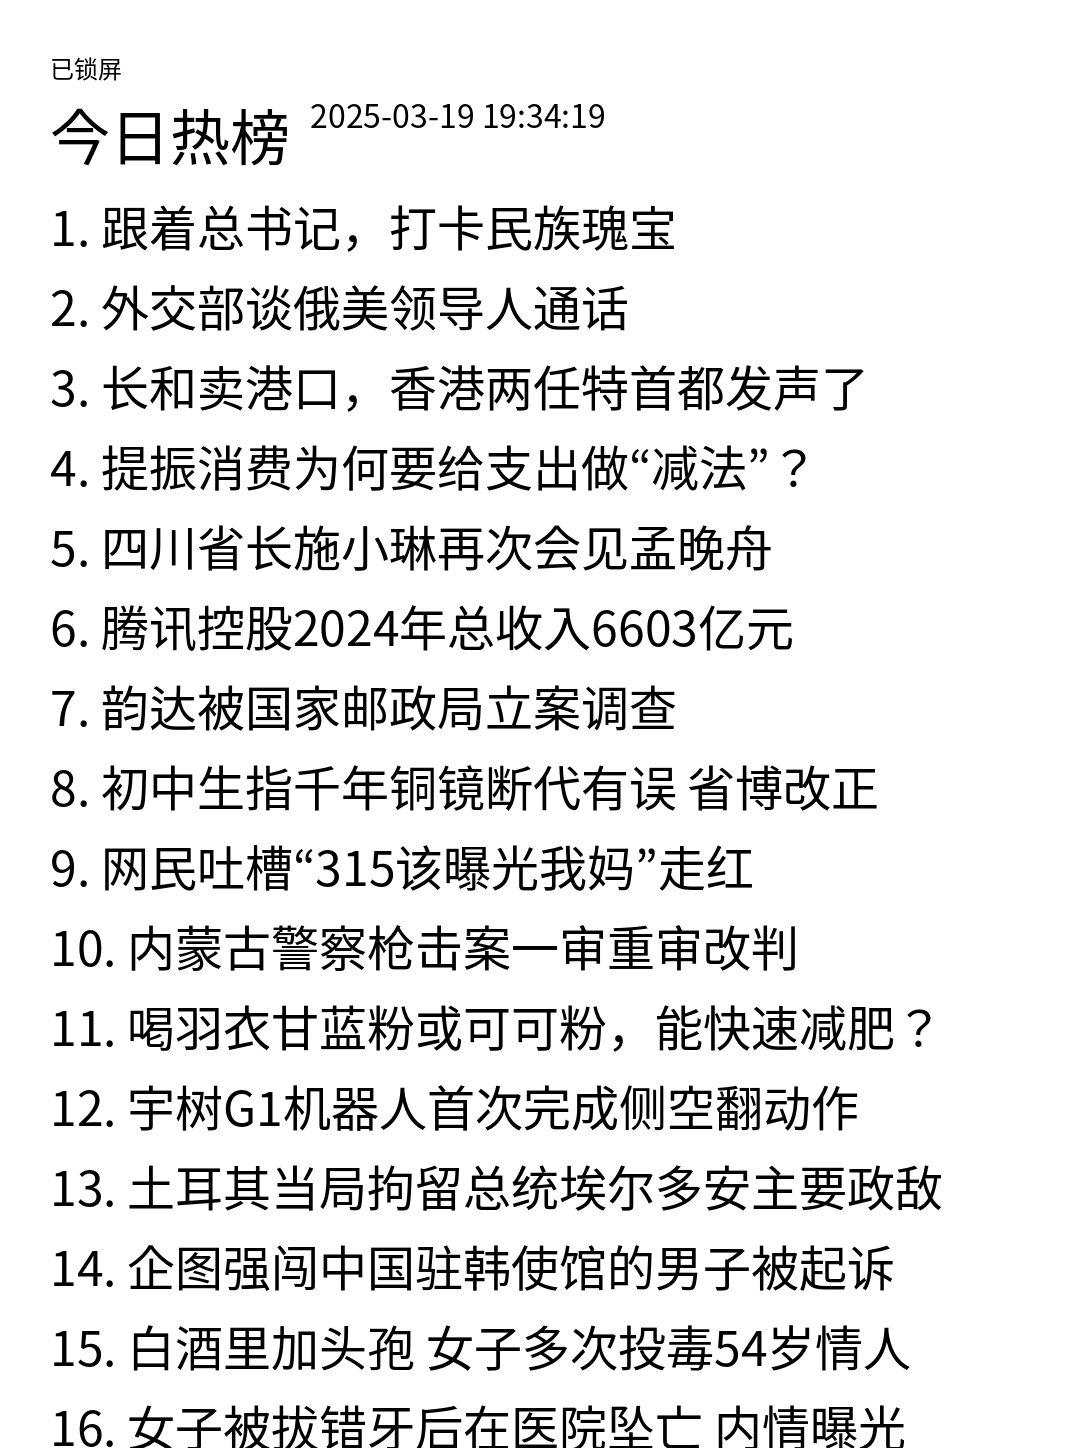 已锁屏
今日热榜 2025-03-19 19:34:19
1. 跟着总书记，打卡民族瑰宝
2. 外交部谈俄美领导人通话
3. 长和卖港口，香港两任特首都发声了
4. 提振消费为何要给支出做“减法”？
5. 四川省长施小琳再次会见孟晚舟
6. 腾讯控股2024年总收入6603亿元
7. 韵达被国家邮政局立案调查
8. 初中生指千年铜镜断代有误 省博改正
9. 网民吐槽“315该曝光我妈”走红
10. 内蒙古警察枪击案一审重审改判
11. 喝羽衣甘蓝粉或可可粉，能快速减肥？
12. 宇树G1机器人首次完成侧空翻动作
13. 土耳其当局拘留总统埃尔多安主要政敌
14. 企图强闯中国驻韩使馆的男子被起诉
15. 白酒里加头孢 女子多次投毒54岁情人
16. 女子被拔错牙后在医院坠亡 内情曝光